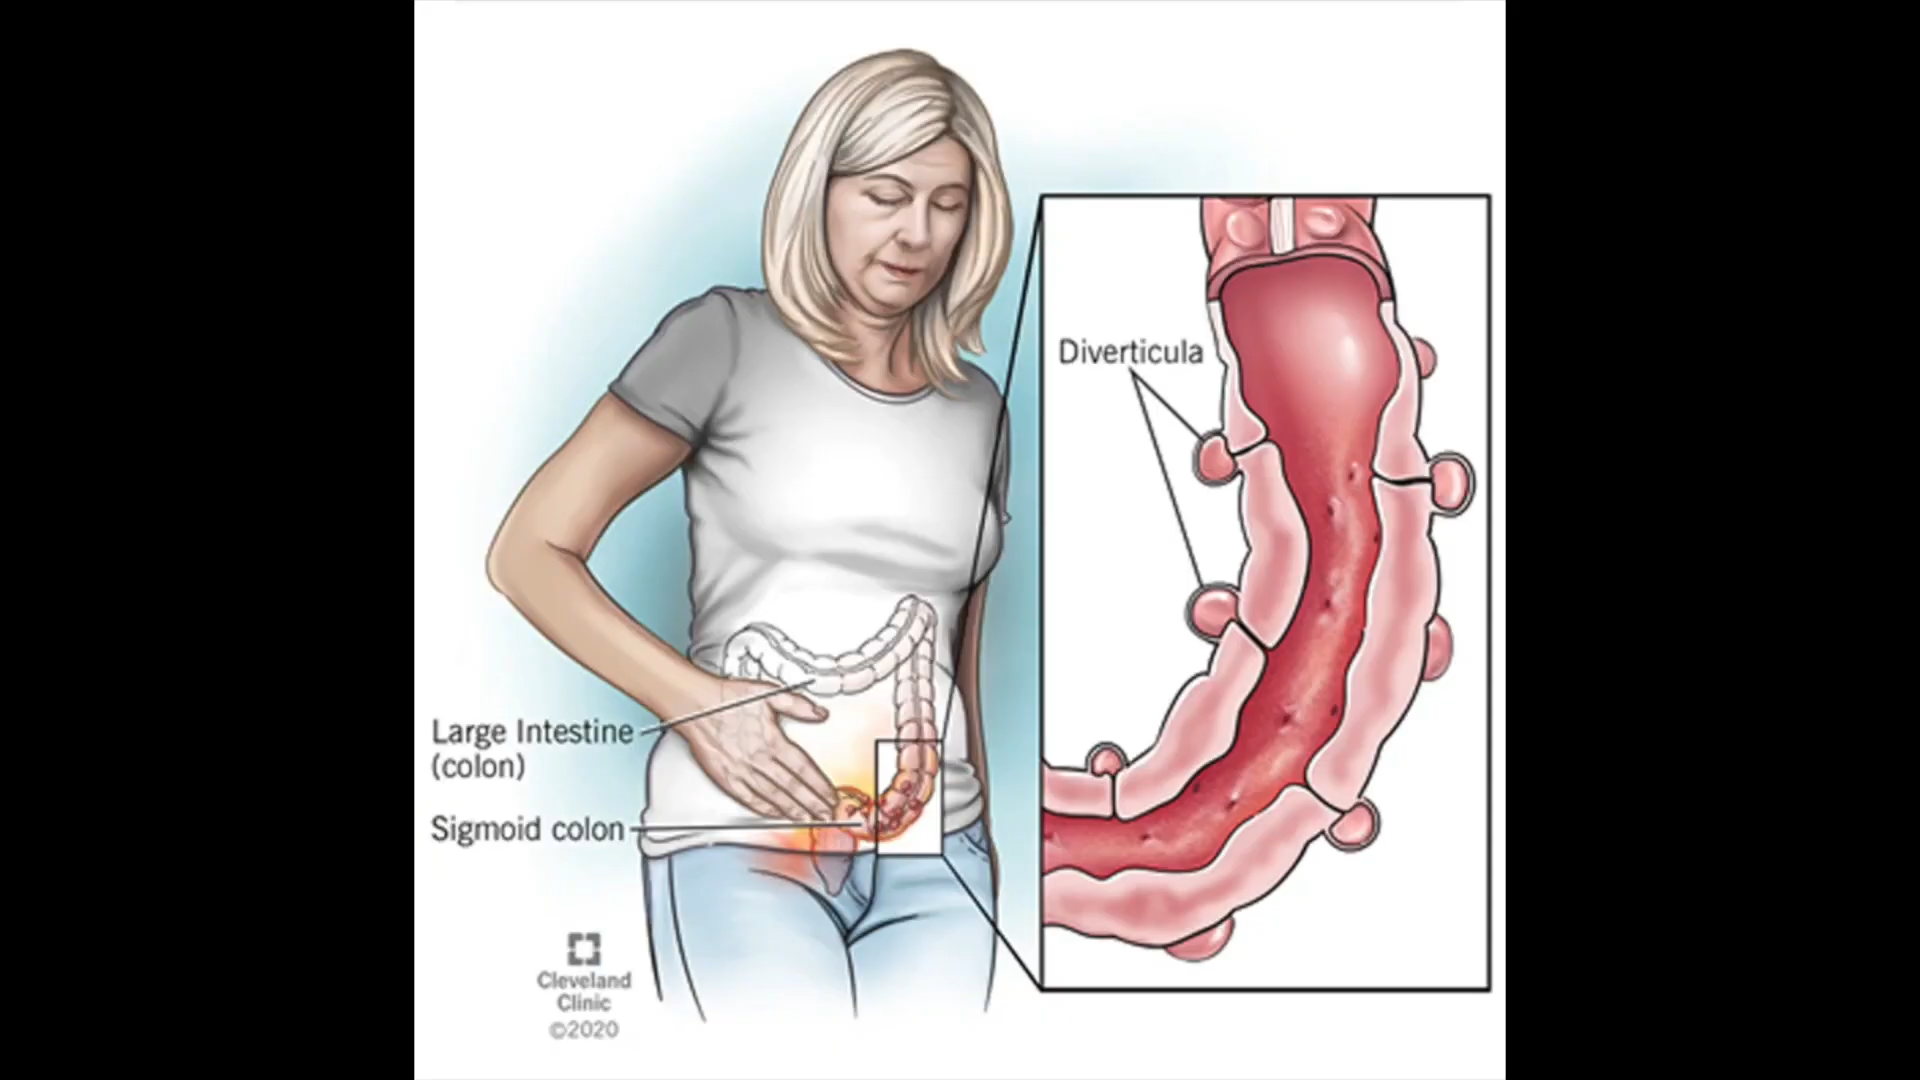 Diverticula
Large Intestine
(colon)
Sigmoid colon
Cleveland
Clinic
©2020